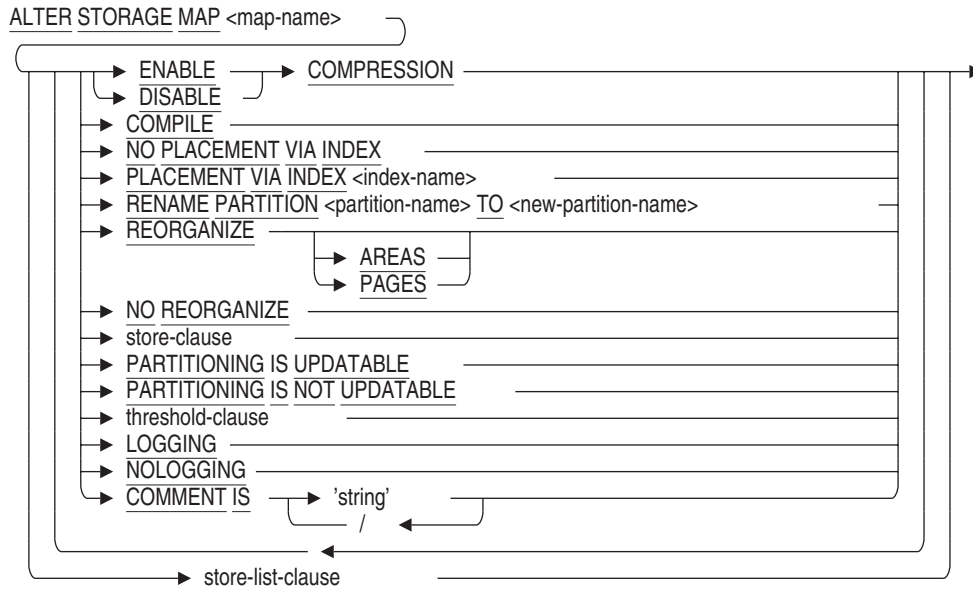 ALTER STORAGE MAP <map-name>
ENABLE COMPRESSION
DISABLE
COMPILE
NO PLACEMENT VIA INDEX
PLACEMENT VIA INDEX <index-name>
RENAME PARTITION <partition-name> TO <new-partition-name>
REORGANIZE
AREAS
PAGES
NO REORGANIZE
store-clause
PARTITIONING IS UPDATABLE
PARTITIONING IS NOT UPDATABLE
threshold-clause
LOGGING
NOLOGGING
COMMENT IS 'string'
/
store-list-clause